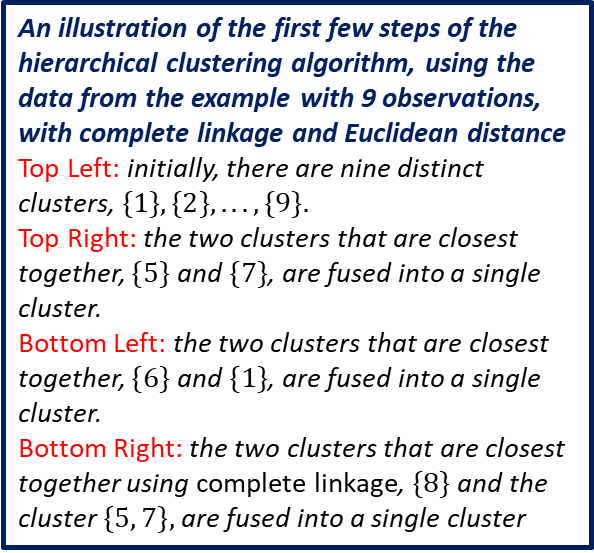 An illustration of the first few steps of the
hierarchical clustering algorithm, using the
data from the example with 9 observations,
with complete linkage and Euclidean distance
Top Left: initially, there are nine distinct
clusters, {1}, {2}, . . . , {9}.
Top Right: the two clusters that are closest
together, {5} and {7}, are fused into a single
cluster.
Bottom Left: the two clusters that are closest
together, {6} and {1}, are fused into a single
cluster.
Bottom Right: the two clusters that are closest
together using complete linkage, {8} and the
cluster {5, 7}, are fused into a single cluster